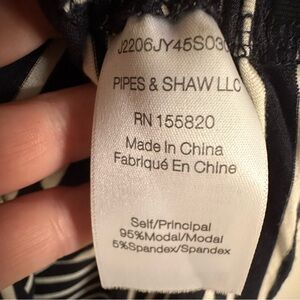 J2206JY45S030
PIPES & SHAW LLC
RN 155820
Made in China
Fabriqué En Chine
Self/Principal
95%Modal/Modal
5%Spandex/Spandex